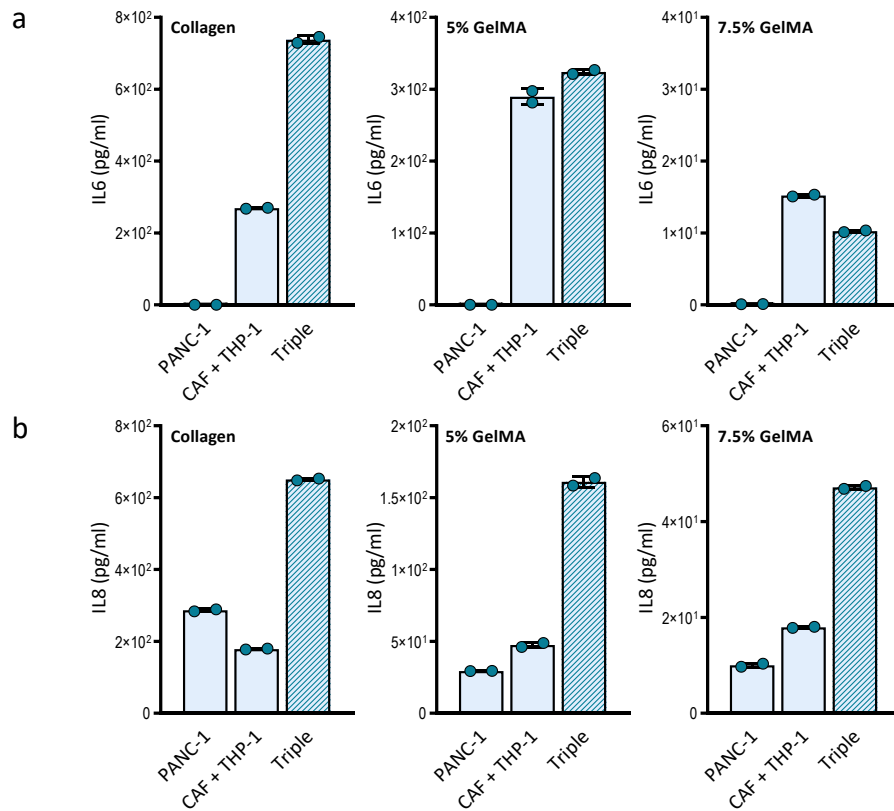 a
Collagen
IL6 (pg/ml)
8×10²
6×10²
4×10²
2×10²
0
PANC-1
CAF + THP-1
Triple
5% GelMA
IL6 (pg/ml)
4×10²
3×10²
2×10²
1×10²
0
PANC-1
CAF + THP-1
Triple
7.5% GelMA
IL6 (pg/ml)
4×10¹
3×10¹
2×10¹
1×10¹
0
PANC-1
CAF + THP-1
Triple
b
Collagen
IL8 (pg/ml)
8×10²
6×10²
4×10²
2×10²
0
PANC-1
CAF + THP-1
Triple
5% GelMA
IL8 (pg/ml)
2×10²
1.5×10²
1×10²
5×10¹
0
PANC-1
CAF + THP-1
Triple
7.5% GelMA
IL8 (pg/ml)
6×10¹
4×10¹
2×10¹
0
PANC-1
CAF + THP-1
Triple